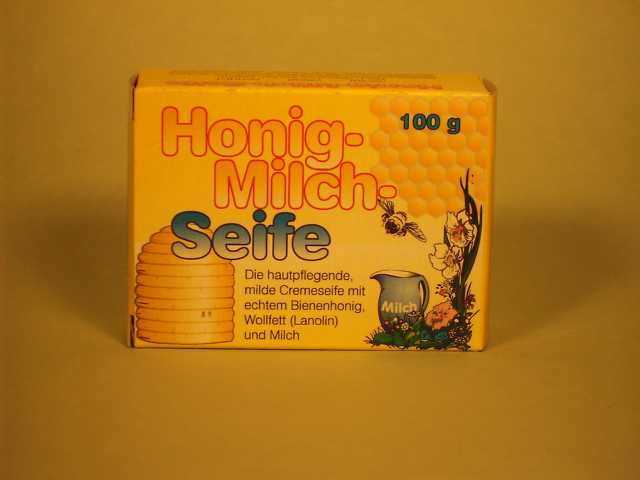 Honig-
Milch-
Seife
100 g
Die hautpflegende,
milde Cremeseife mit
echtem Bienenhonig,
Wollfett (Lanolin)
und Milch
Milch